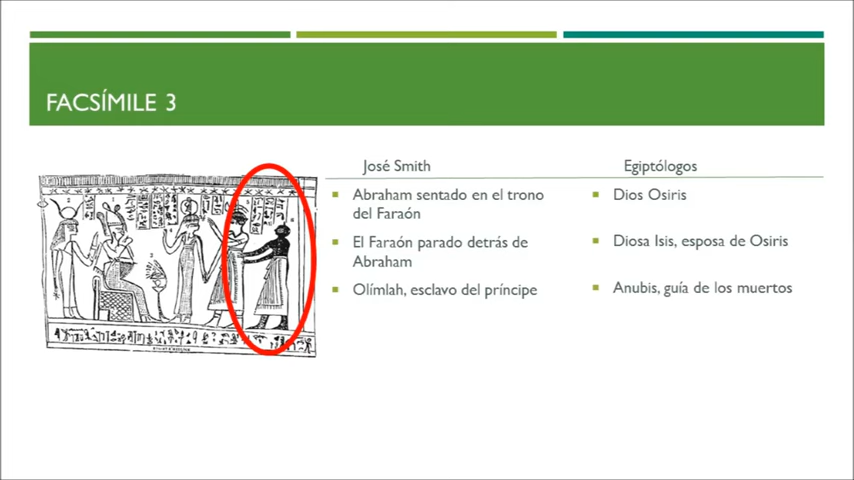 FACSÍMILE 3
José Smith
Abraham sentado en el trono
del Faraón
El Faraón parado detrás de
Abraham
Olímlah, esclavo del príncipe
Egiptólogos
Dios Osiris
Diosa Isis, esposa de Osiris
Anubis, guía de los muertos